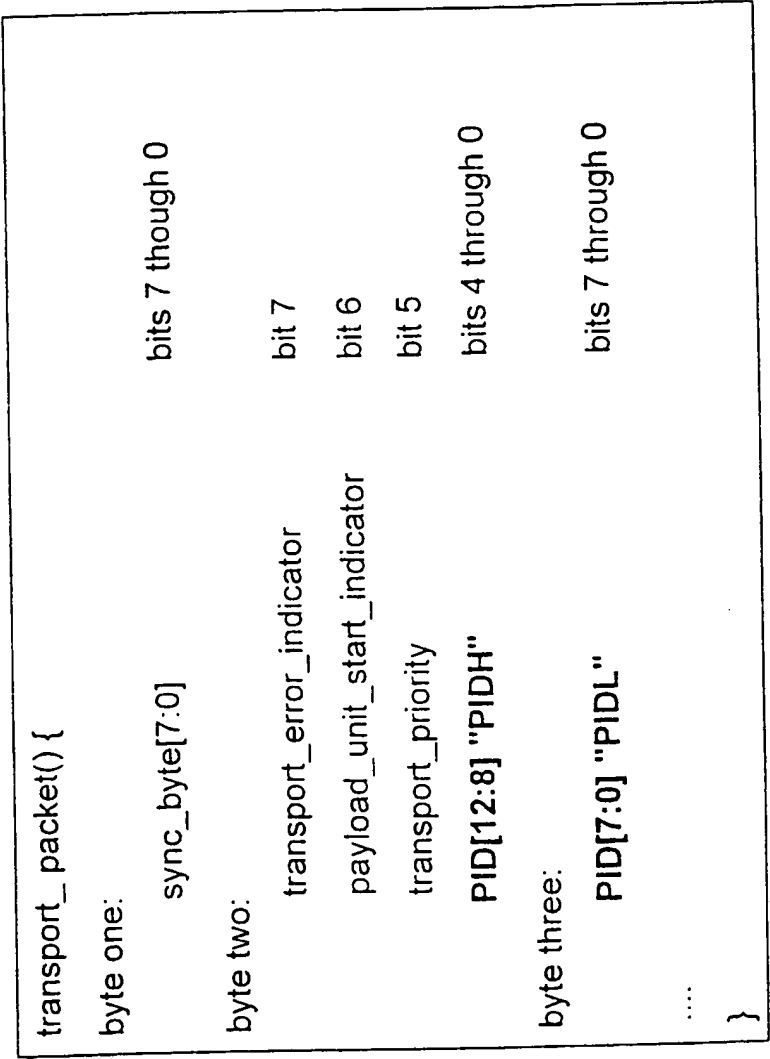 transport_ packet() {
byte one:
sync_byte[7:0] bits 7 though 0
byte two:
transport_error_indicator bit 7
payload_unit_start_indicator bit 6
transport_priority bit 5
PID[12:8] "PIDH" bits 4 through 0
byte three:
PID[7:0] "PIDL" bits 7 through 0
....
}